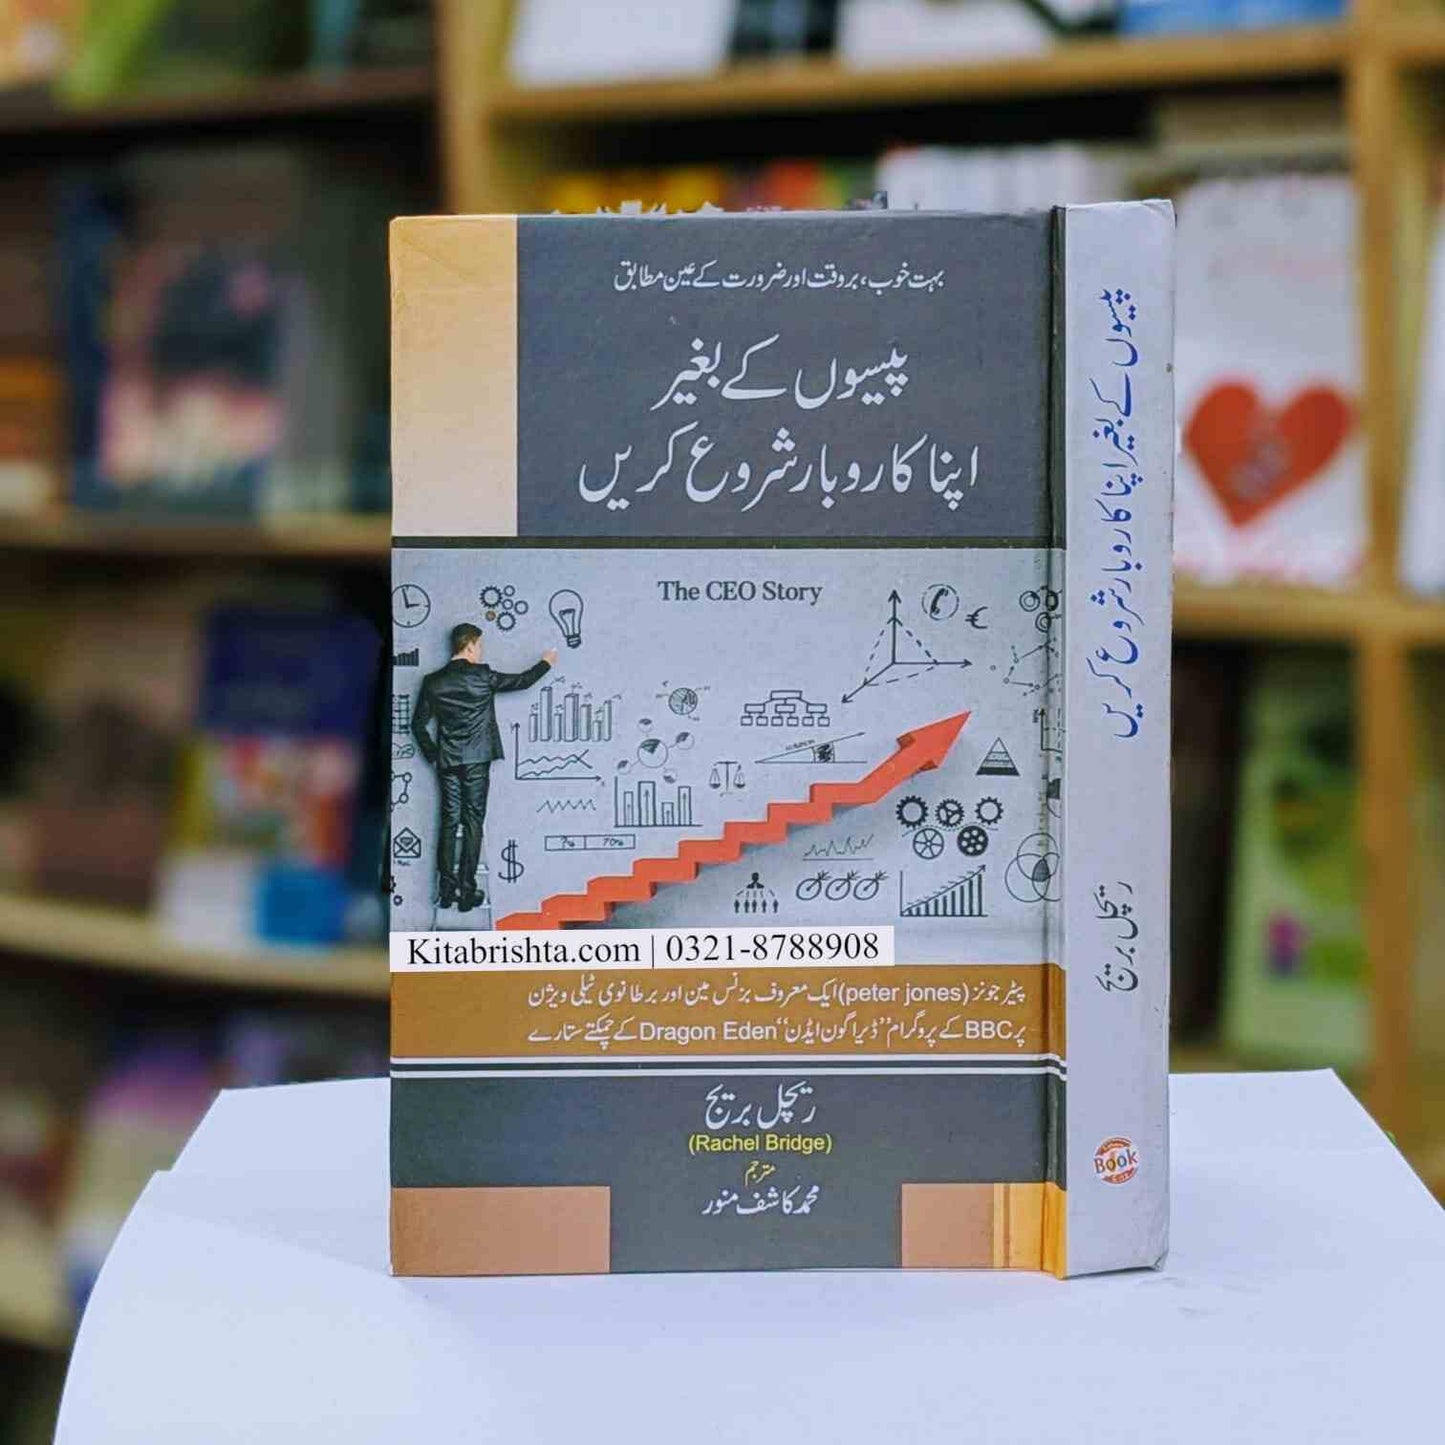 بہت خوب، بروقت اور ضرورت کے عین مطابق
پیسوں کے بغیر
اپنا کاروبار شروع کریں
The CEO Story
Kitabrishta.com | 0321-8788908
پیٹر جونز (peter jones) ایک معروف بزنس مین اور برطانوی ٹیلی ویژن
پر BBC کے پروگرام ’’ڈیراگون ایڈن‘‘ Dragon Eden کے چمکتے ستارے
ریچل بریج
(Rachel Bridge)
مترجم
محمد کاشف منور
پیسوں کے بغیر اپنا کاروبار شروع کریں
ریچل بریج
Book